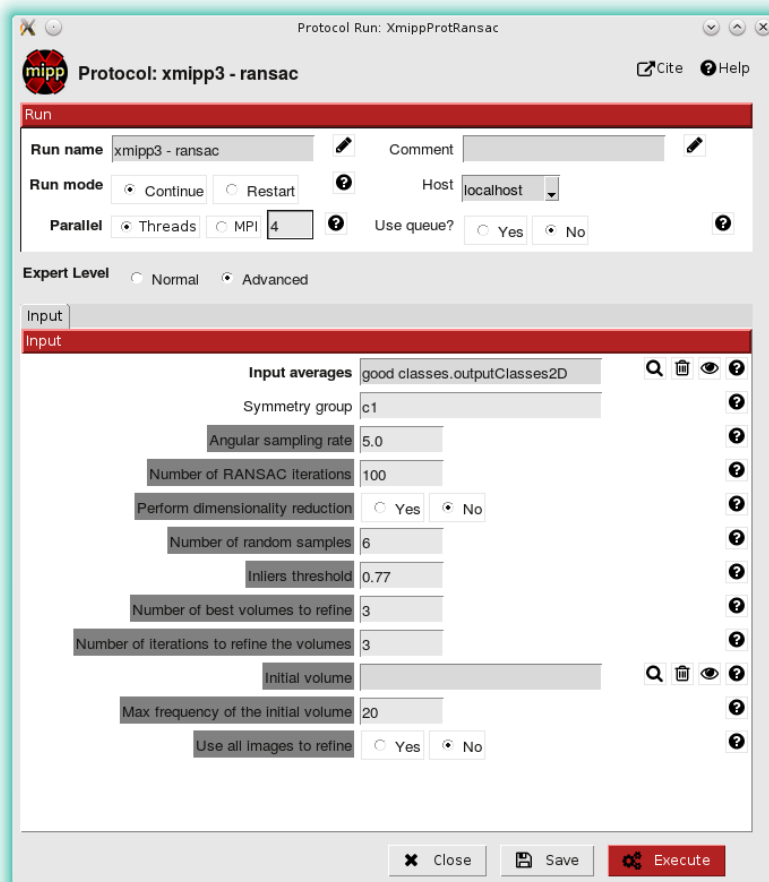 Protocol Run: XmippProtRansac
mipp Protocol: xmipp3 - ransac Cite Help
Run
Run name xmipp3 - ransac Comment
Run mode Continue Restart Host localhost
Parallel Threads MPI 4 Use queue? Yes No
Expert Level Normal Advanced
Input
Input
Input averages good classes.outputClasses2D
Symmetry group c1
Angular sampling rate 5.0
Number of RANSAC iterations 100
Perform dimensionality reduction Yes No
Number of random samples 6
Inliers threshold 0.77
Number of best volumes to refine 3
Number of iterations to refine the volumes 3
Initial volume
Max frequency of the initial volume 20
Use all images to refine Yes No
Close Save Execute